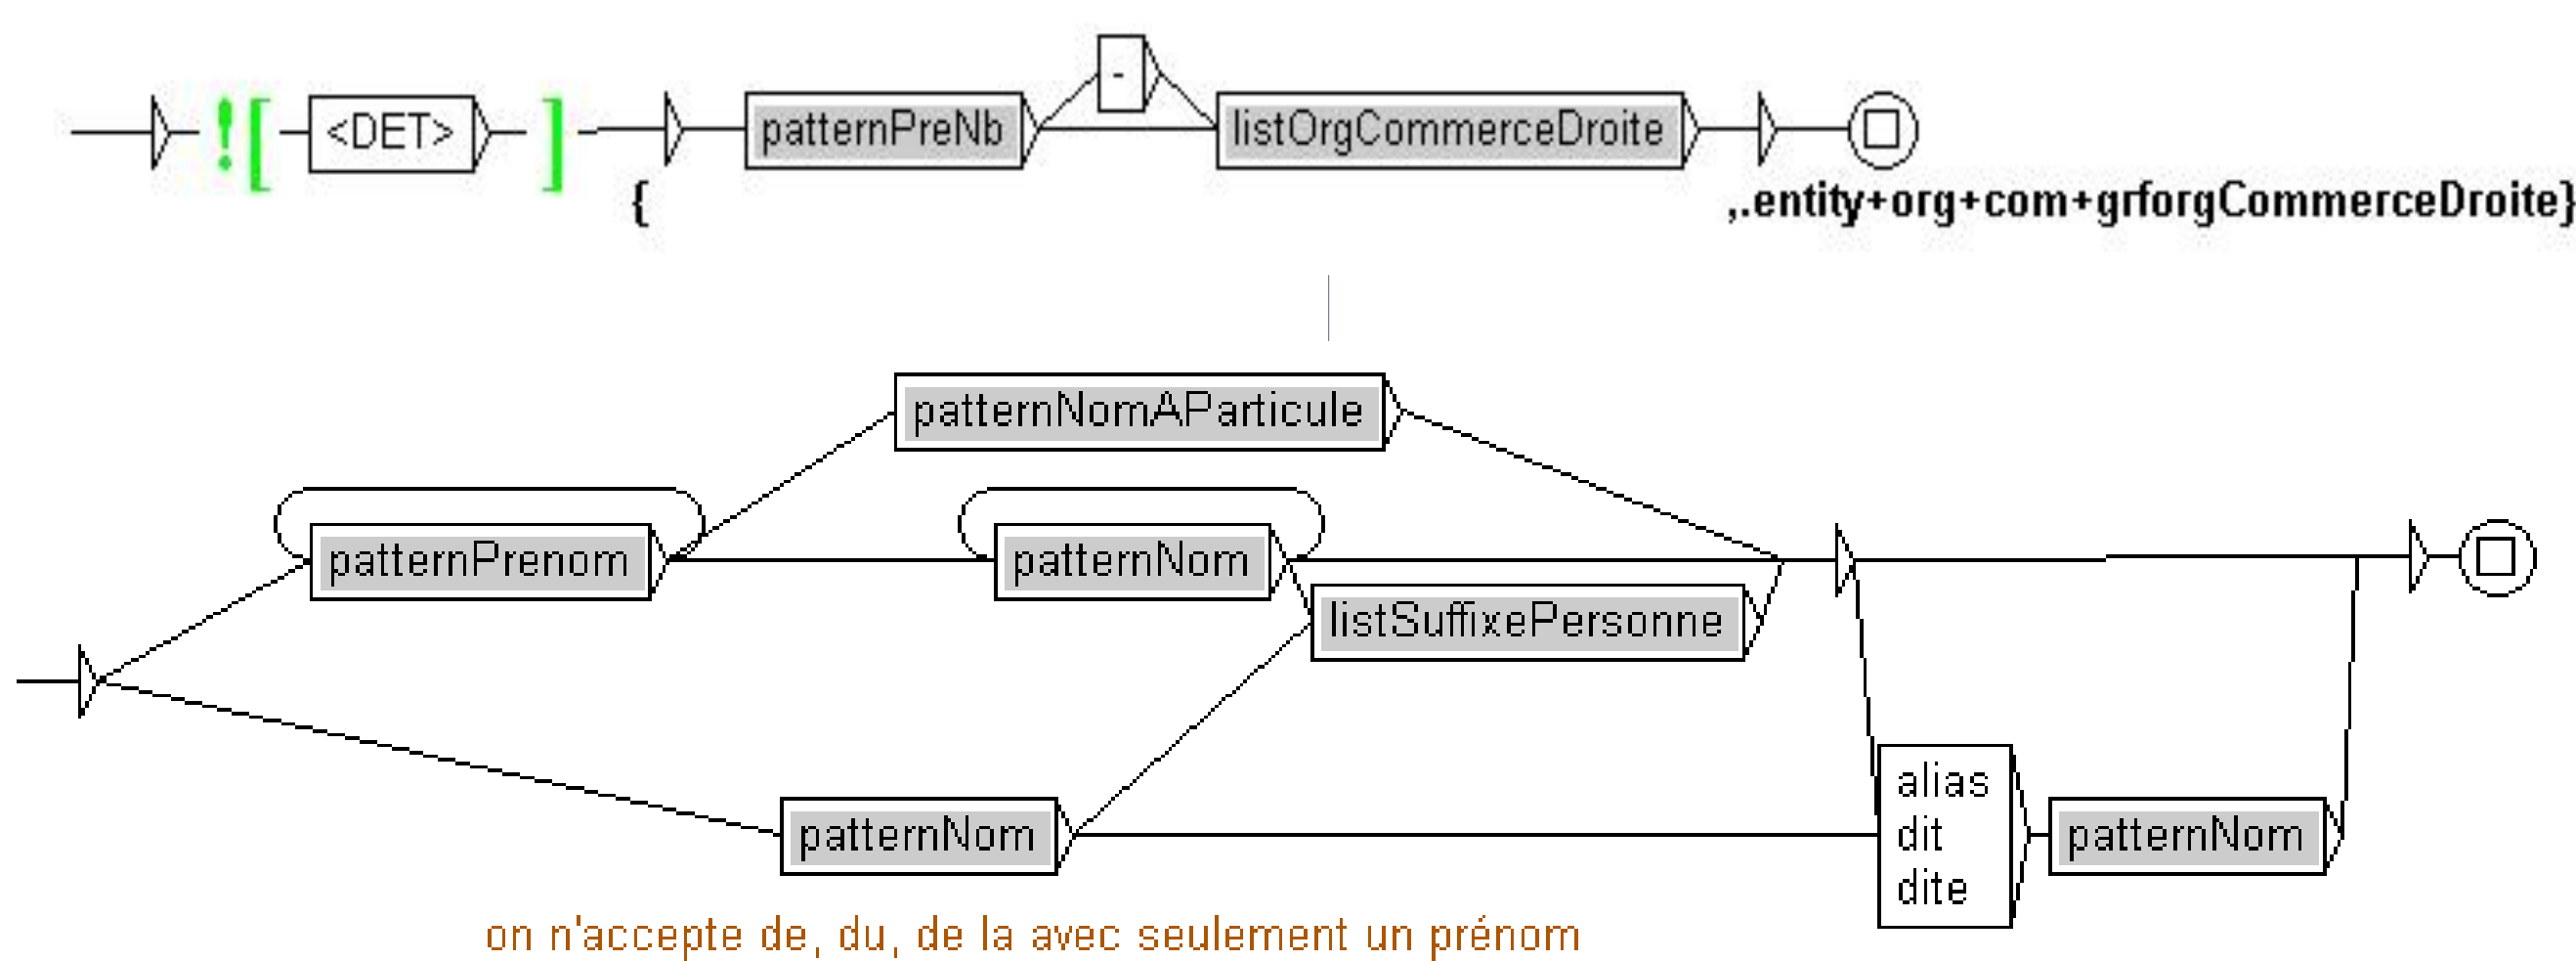 ![ <DET> ] patternPreNb - listOrgCommerceDroite
{ ,.entity+org+com+grforgCommerceDroite}
patternNomAParticule
patternPrenom patternNom
listSuffixePersonne
alias
patternNom dit patternNom
dite
on n'accepte de, du, de la avec seulement un prénom